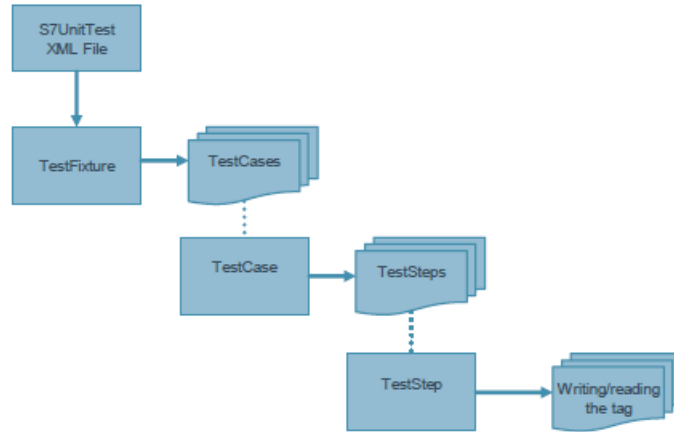 S7UnitTest
XML File
TestFixture
TestCases
TestCase
TestSteps
TestStep
Writing/reading
the tag